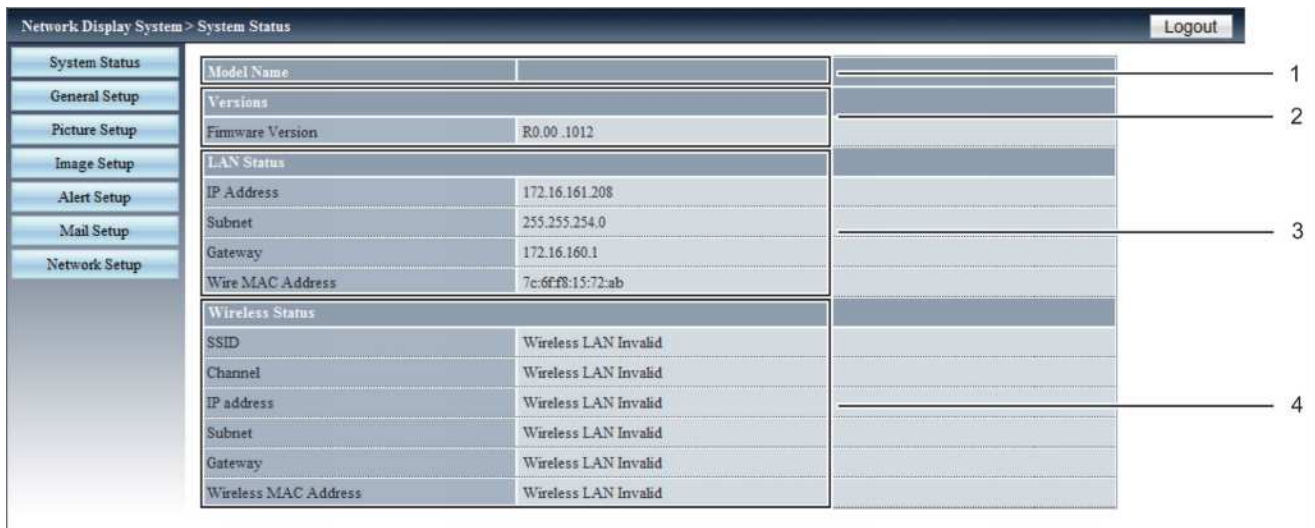 Network Display System > System Status
Logout
System Status
General Setup
Picture Setup
Image Setup
Alert Setup
Mail Setup
Network Setup
Model Name
1
Versions
2
Firmware Version R0.00 .1012
LAN Status
IP Address 172.16.161.208
Subnet 255.255.254.0
3
Gateway 172.16.160.1
Wire MAC Address 7c:6f:f8:15:72:ab
Wireless Status
SSID Wireless LAN Invalid
Channel Wireless LAN Invalid
IP address Wireless LAN Invalid
4
Subnet Wireless LAN Invalid
Gateway Wireless LAN Invalid
Wireless MAC Address Wireless LAN Invalid